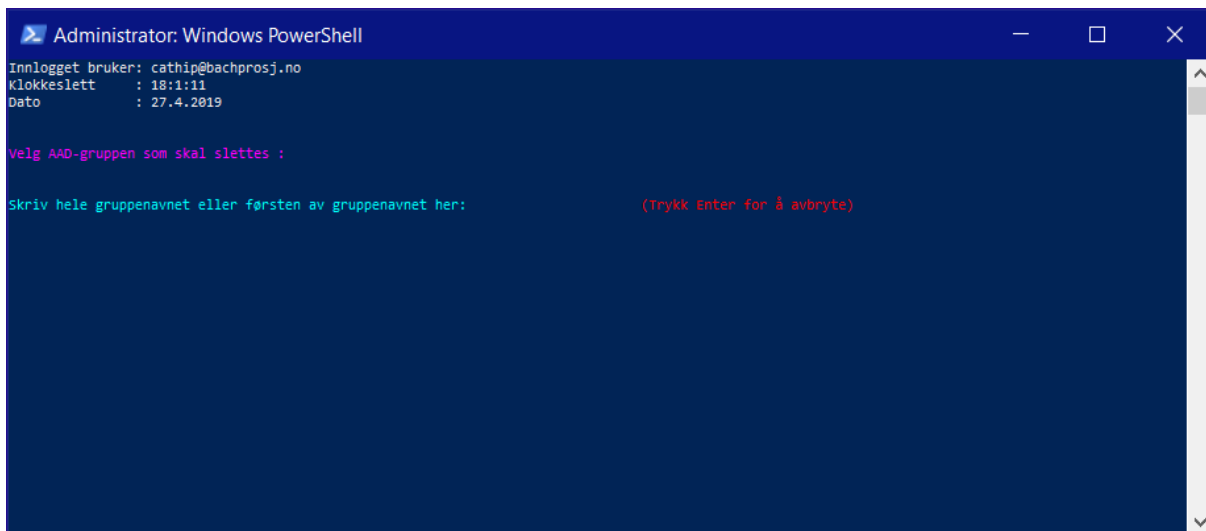 Administrator: Windows PowerShell
Innlogget bruker: cathip@bachprosj.no
Klokkeslett     : 18:1:11
Dato            : 27.4.2019
Velg AAD-gruppen som skal slettes :
Skriv hele gruppenavnet eller førsten av gruppenavnet her: (Trykk Enter for å avbryte)